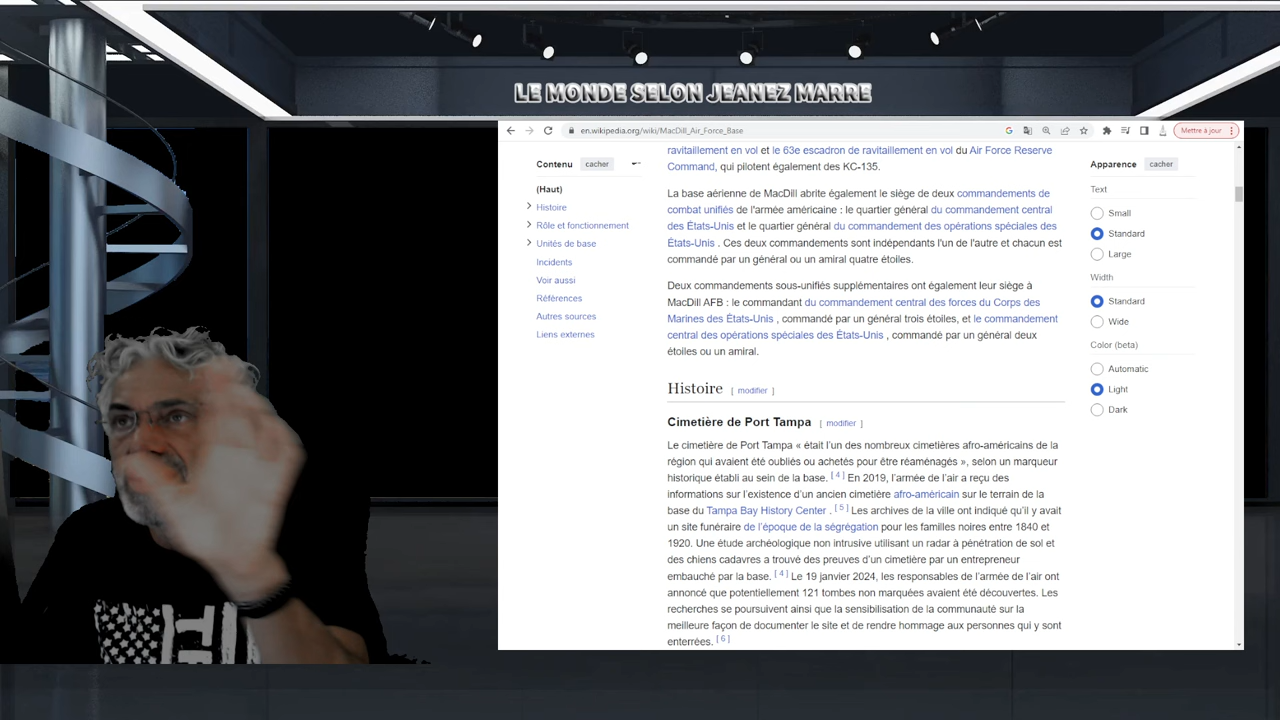 LE MONDE SELON JEANEZ MARRE
en.wikipedia.org/wiki/MacDill_Air_Force_Base
Mettre à jour
Contenu cacher
(Haut)
Histoire
Rôle et fonctionnement
Unités de base
Incidents
Voir aussi
Références
Autres sources
Liens externes
ravitaillement en vol et le 63e escadron de ravitaillement en vol du Air Force Reserve
Command, qui pilotent également des KC-135.
La base aérienne de MacDill abrite également le siège de deux commandements de
combat unifiés de l'armée américaine : le quartier général du commandement central
des États-Unis et le quartier général du commandement des opérations spéciales des
États-Unis . Ces deux commandements sont indépendants l'un de l'autre et chacun est
commandé par un général ou un amiral quatre étoiles.
Deux commandements sous-unifiés supplémentaires ont également leur siège à
MacDill AFB : le commandant du commandement central des forces du Corps des
Marines des États-Unis , commandé par un général trois étoiles, et le commandement
central des opérations spéciales des États-Unis , commandé par un général deux
étoiles ou un amiral.
Histoire [ modifier ]
Cimetière de Port Tampa [ modifier ]
Le cimetière de Port Tampa « était l'un des nombreux cimetières afro-américains de la
région qui avaient été oubliés ou achetés pour être réaménagés », selon un marqueur
historique établi au sein de la base. [ 4 ] En 2019, l'armée de l'air a reçu des
informations sur l'existence d'un ancien cimetière afro-américain sur le terrain de la
base du Tampa Bay History Center . [ 5 ] Les archives de la ville ont indiqué qu'il y avait
un site funéraire de l'époque de la ségrégation pour les familles noires entre 1840 et
1920. Une étude archéologique non intrusive utilisant un radar à pénétration de sol et
des chiens cadavres a trouvé des preuves d'un cimetière par un entrepreneur
embauché par la base. [ 4 ] Le 19 janvier 2024, les responsables de l'armée de l'air ont
annoncé que potentiellement 121 tombes non marquées avaient été découvertes. Les
recherches se poursuivent ainsi que la sensibilisation de la communauté sur la
meilleure façon de documenter le site et de rendre hommage aux personnes qui y sont
enterrées. [ 6 ]
Apparence cacher
Text
Small
Standard
Large
Width
Standard
Wide
Color (beta)
Automatic
Light
Dark